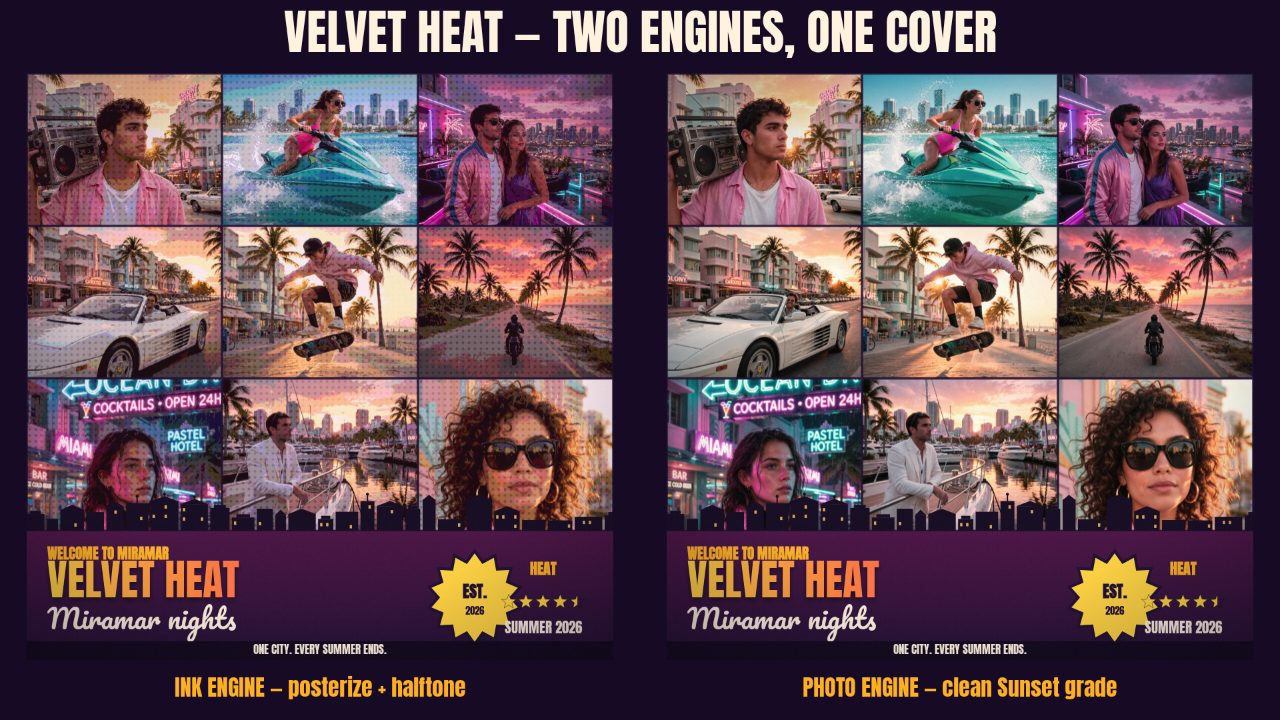 VELVET HEAT – TWO ENGINES, ONE COVER
OCEAN DR
COCKTAILS • OPEN 24H
MIAMI
PASTEL
HOTEL
BAR
WELCOME TO MIRAMAR
VELVET HEAT
Miramar nights
EST.
2026
HEAT
SUMMER 2026
ONE CITY. EVERY SUMMER ENDS.
INK ENGINE – posterize + halftone
OCEAN DR
COCKTAILS • OPEN 24H
MIAMI
PASTEL
HOTEL
BAR
WELCOME TO MIRAMAR
VELVET HEAT
Miramar nights
EST.
2026
HEAT
SUMMER 2026
ONE CITY. EVERY SUMMER ENDS.
PHOTO ENGINE – clean Sunset grade